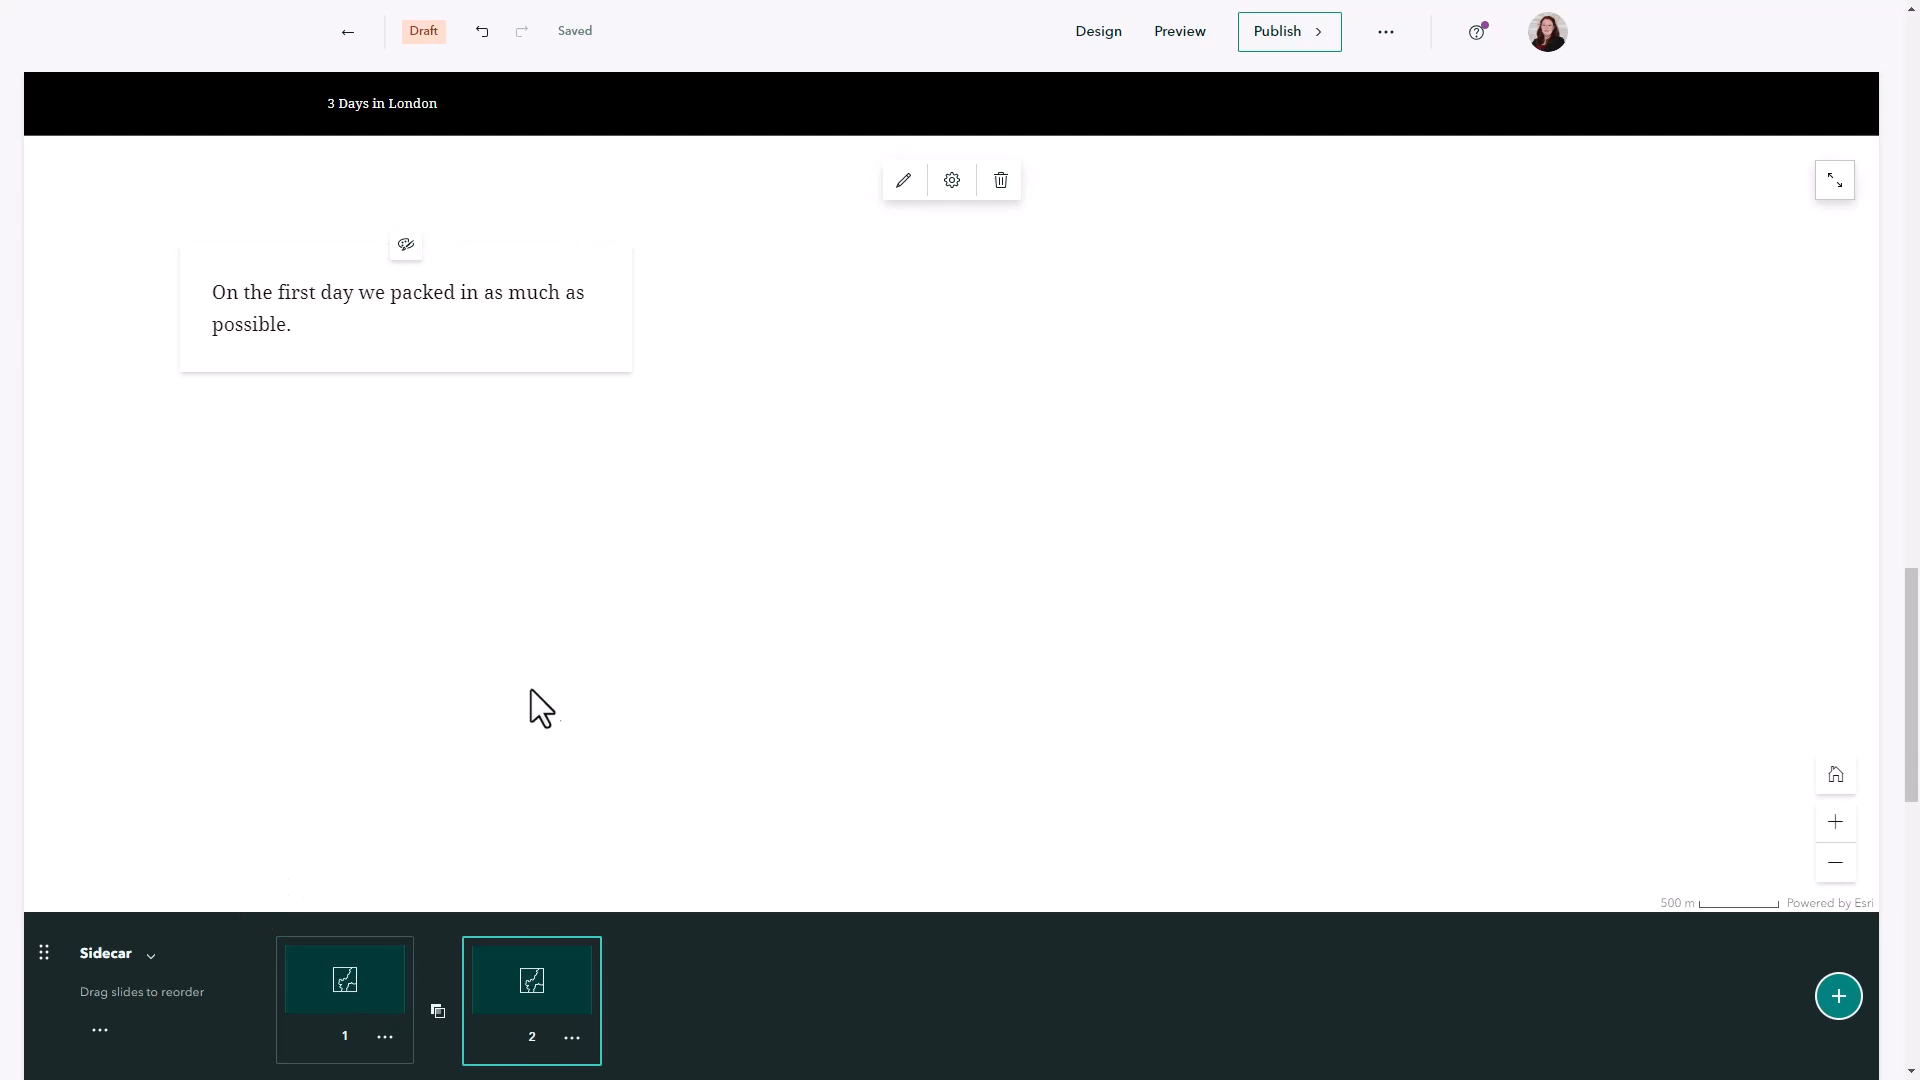 Draft
Saved
Design
Preview
Publish
3 Days in London
On the first day we packed in as much as
possible.
500 m
Powered by Esri
Sidecar
Drag slides to reorder
1
2